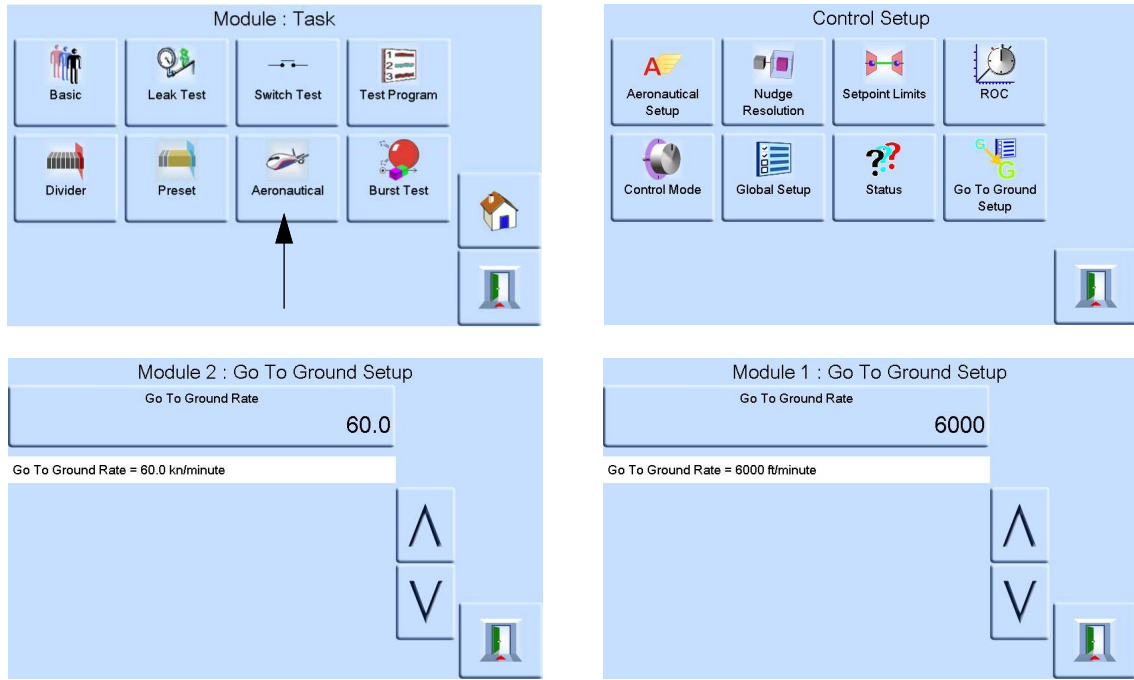 Module : Task
Basic
Leak Test
Switch Test
1
2
3
Test Program
Divider
Preset
Aeronautical
Burst Test
Control Setup
A
Aeronautical
Setup
Nudge
Resolution
Setpoint Limits
ROC
Control Mode
Global Setup
???
Status
G
G
Go To Ground
Setup
Module 2 : Go To Ground Setup
Go To Ground Rate
60.0
Go To Ground Rate = 60.0 kn/minute
Module 1 : Go To Ground Setup
Go To Ground Rate
6000
Go To Ground Rate = 6000 ft/minute